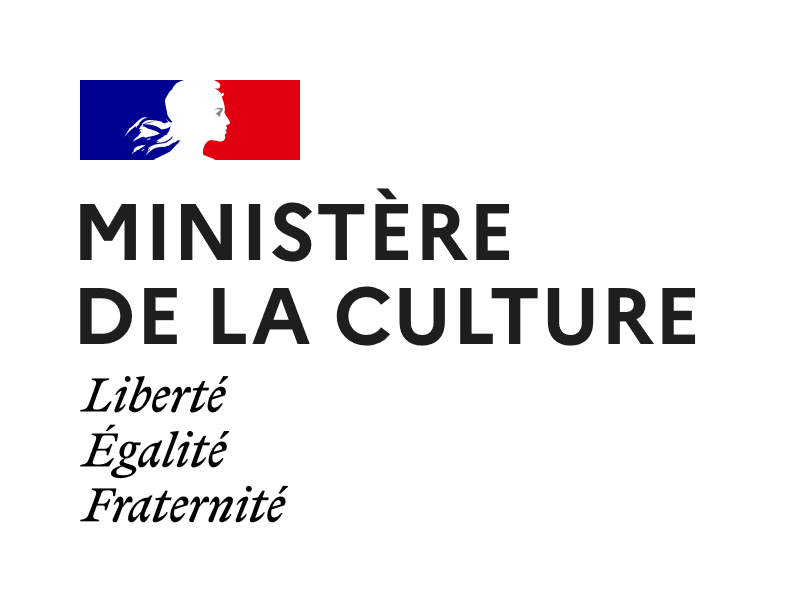 MINISTÈRE
DE LA CULTURE
Liberté
Égalité
Fraternité